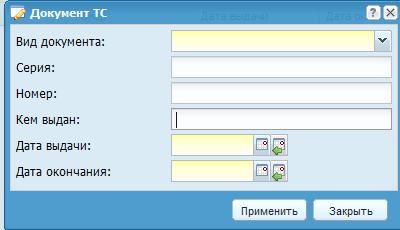 Документ ТС
Вид документа:
Серия:
Номер:
Кем выдан:
Дата выдачи:
Дата окончания:
Применить Закрыть